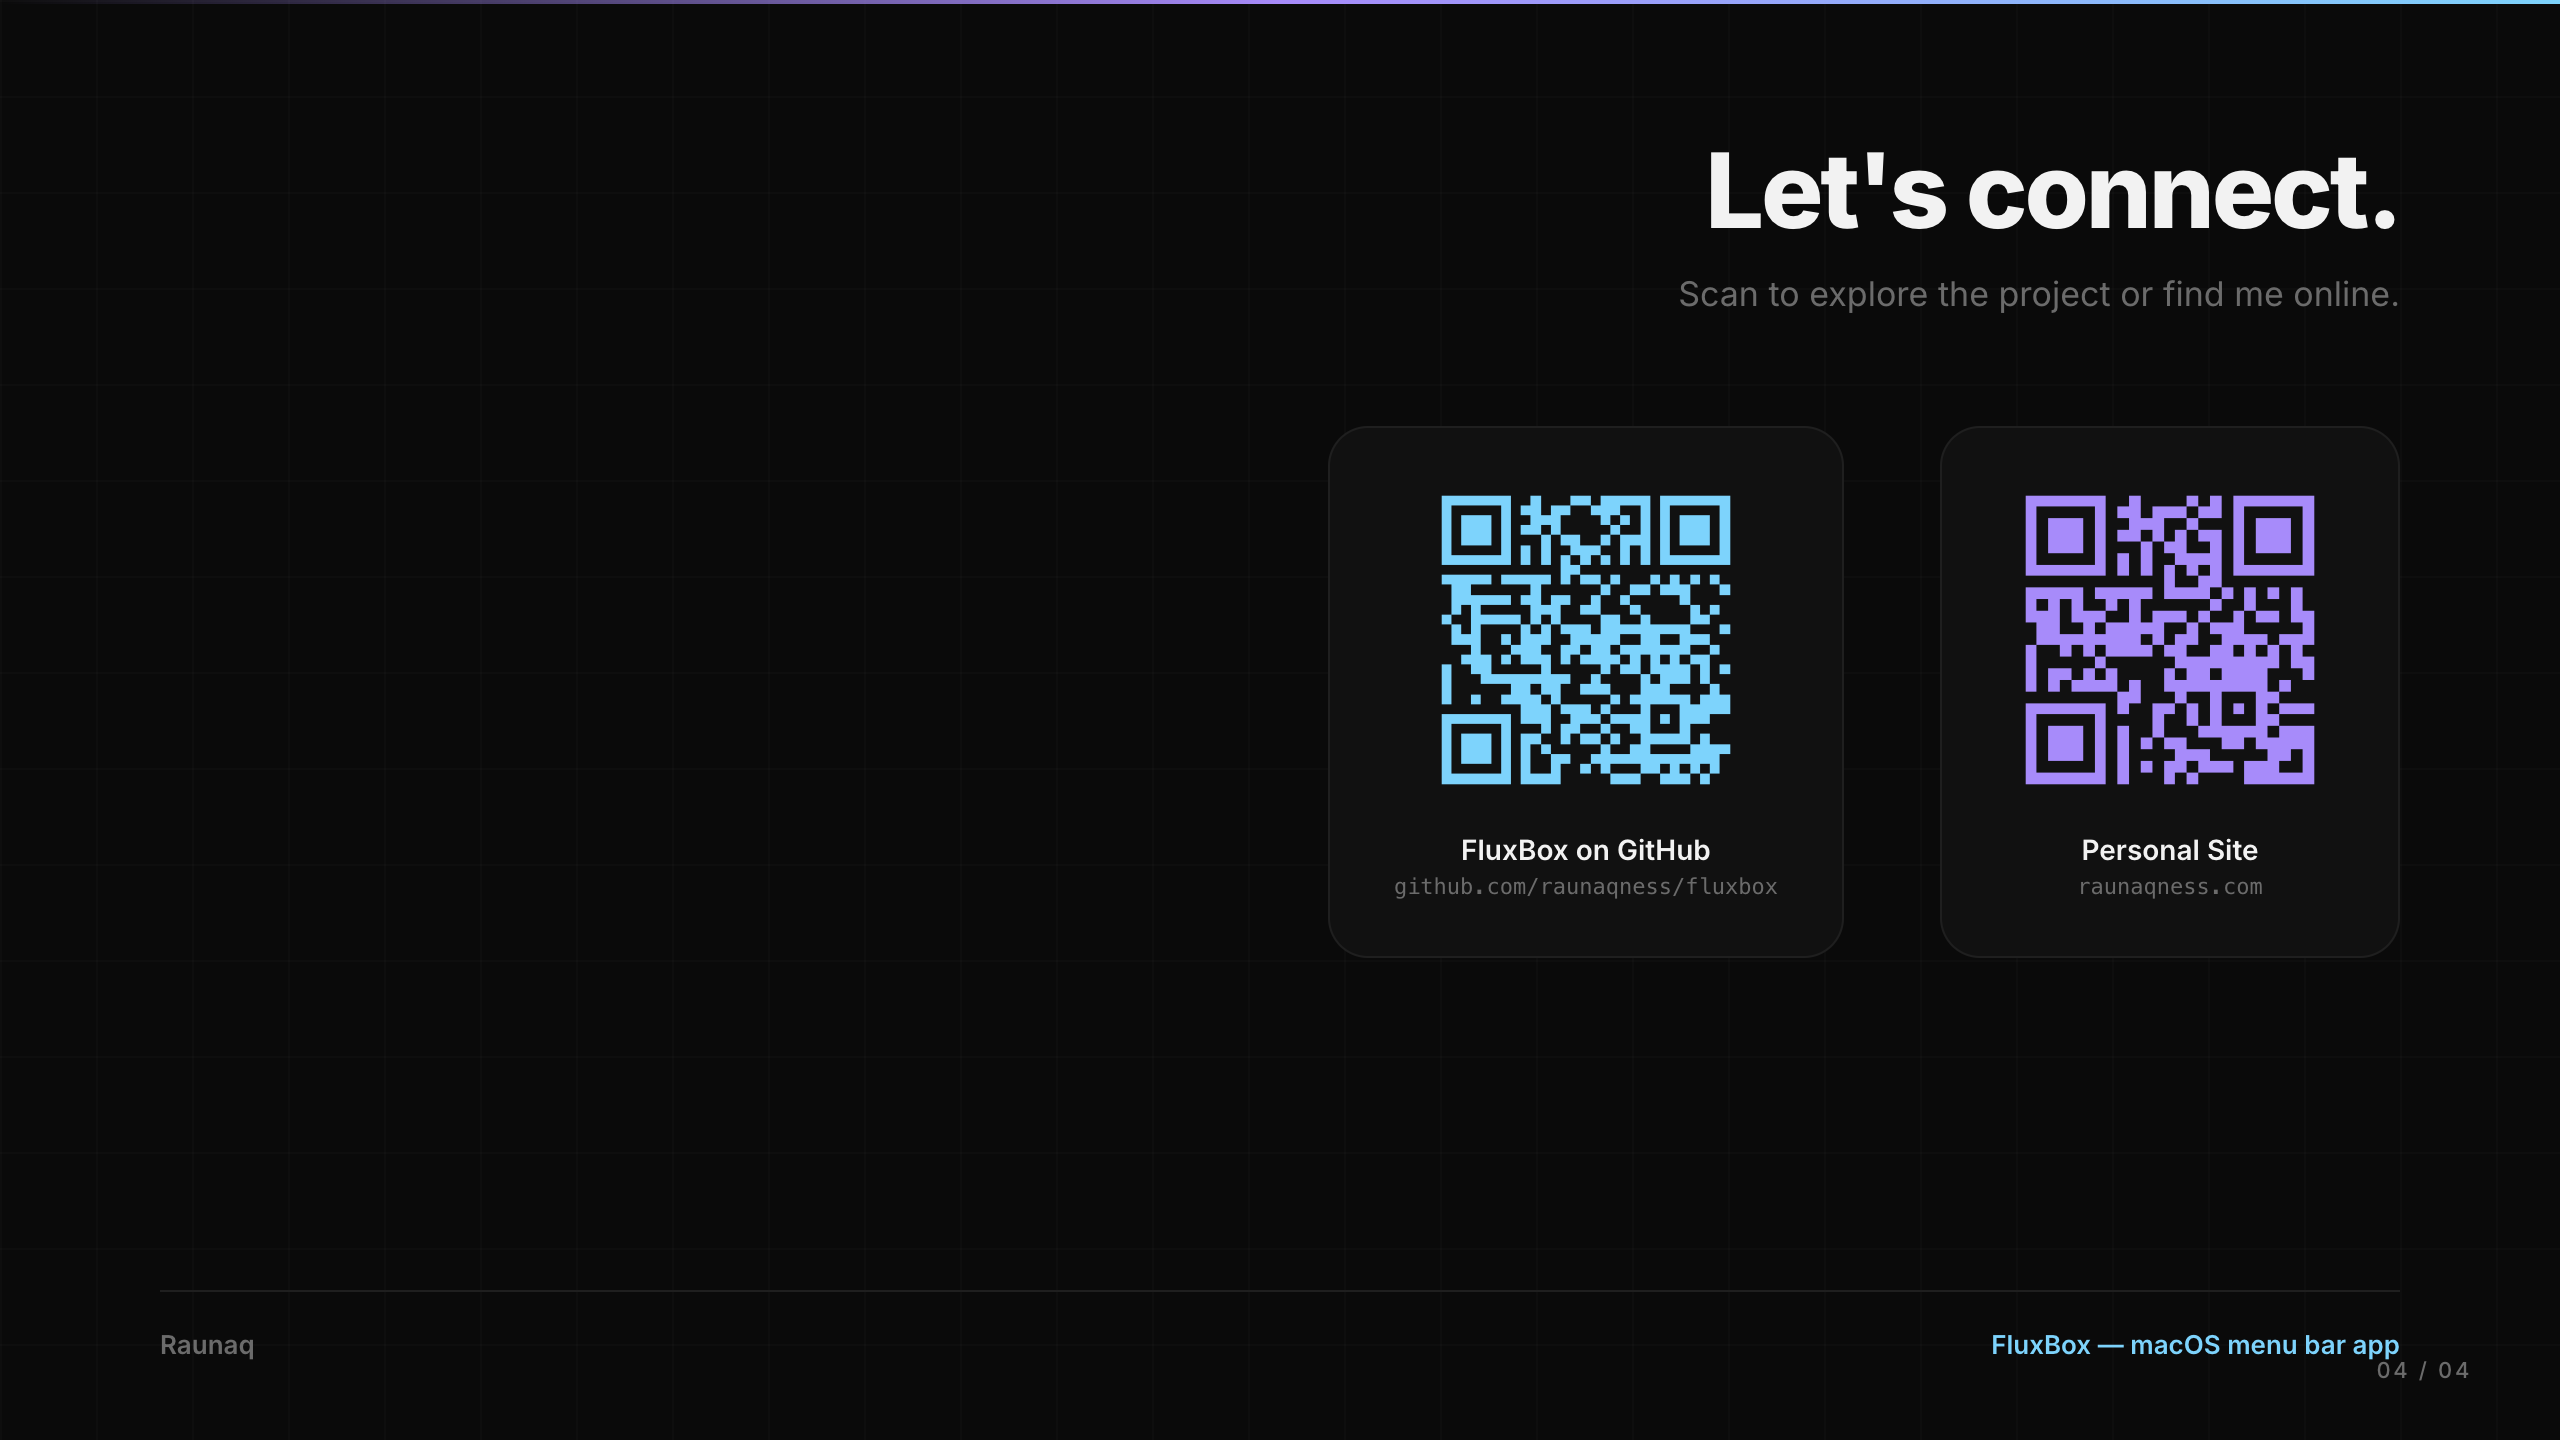 Let's connect.
Scan to explore the project or find me online.
FluxBox on GitHub
github.com/raunaqness/fluxbox
Personal Site
raunaqness.com
Raunaq
FluxBox — macOS menu bar app
04 / 04